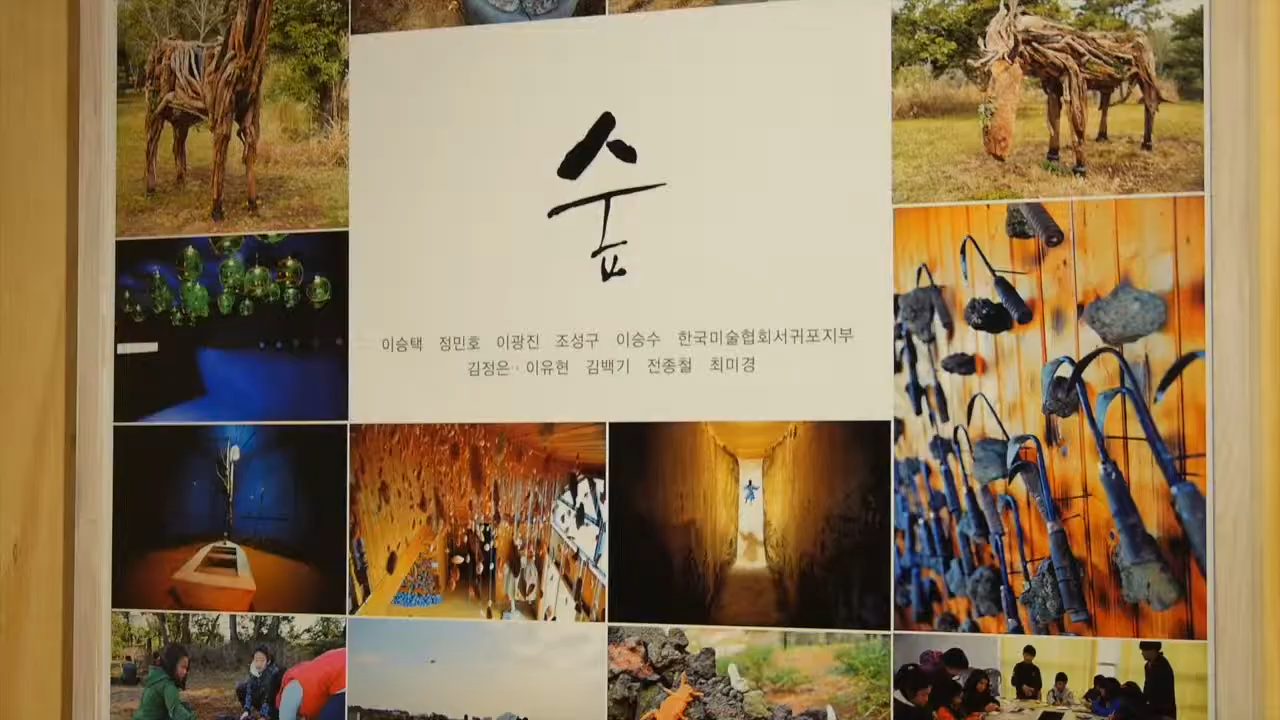 숲
이승택 정민호 이광진 조성구 이승수 한국미술협회서귀포지부
김정은 이유현 김백기 전종철 최미경